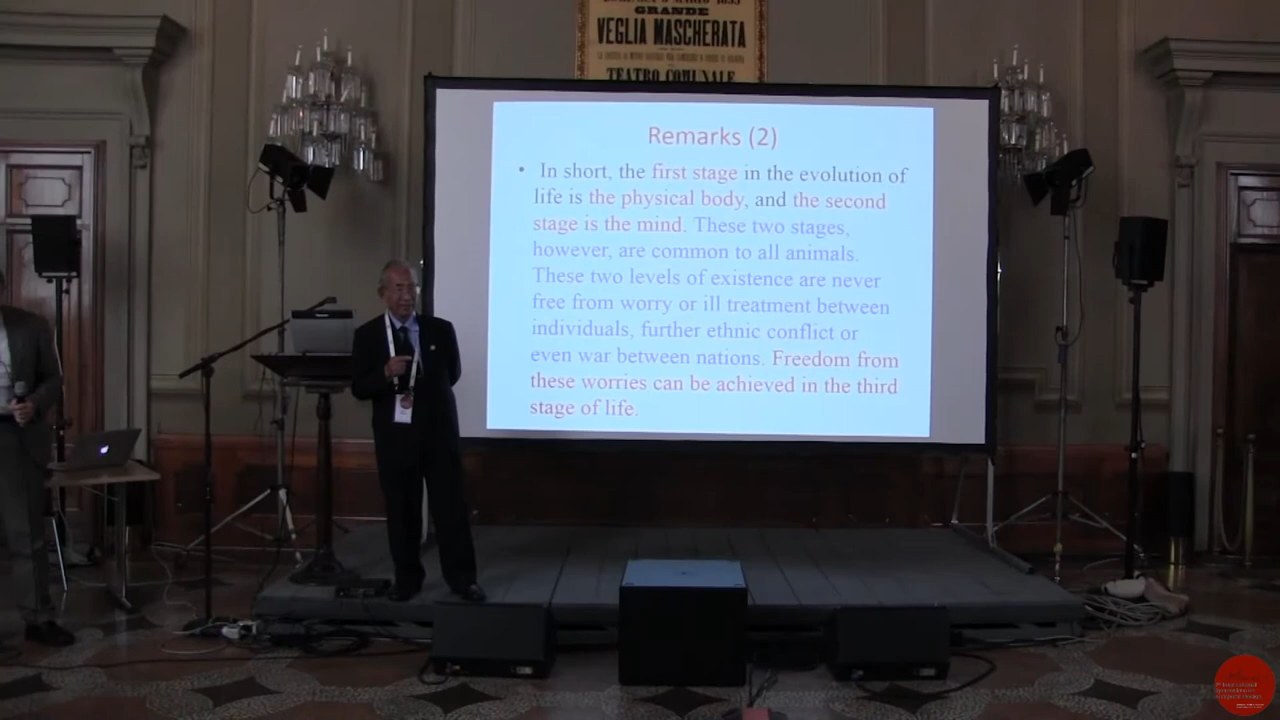 GRANDE
VEGLIA MASCHERATA
TEATRO COMUNALE
Remarks (2)
• In short, the first stage in the evolution of
life is the physical body, and the second
stage is the mind. These two stages,
however, are common to all animals.
These two levels of existence are never
free from worry or ill treatment between
individuals, further ethnic conflict or
even war between nations. Freedom from
these worries can be achieved in the third
stage of life.